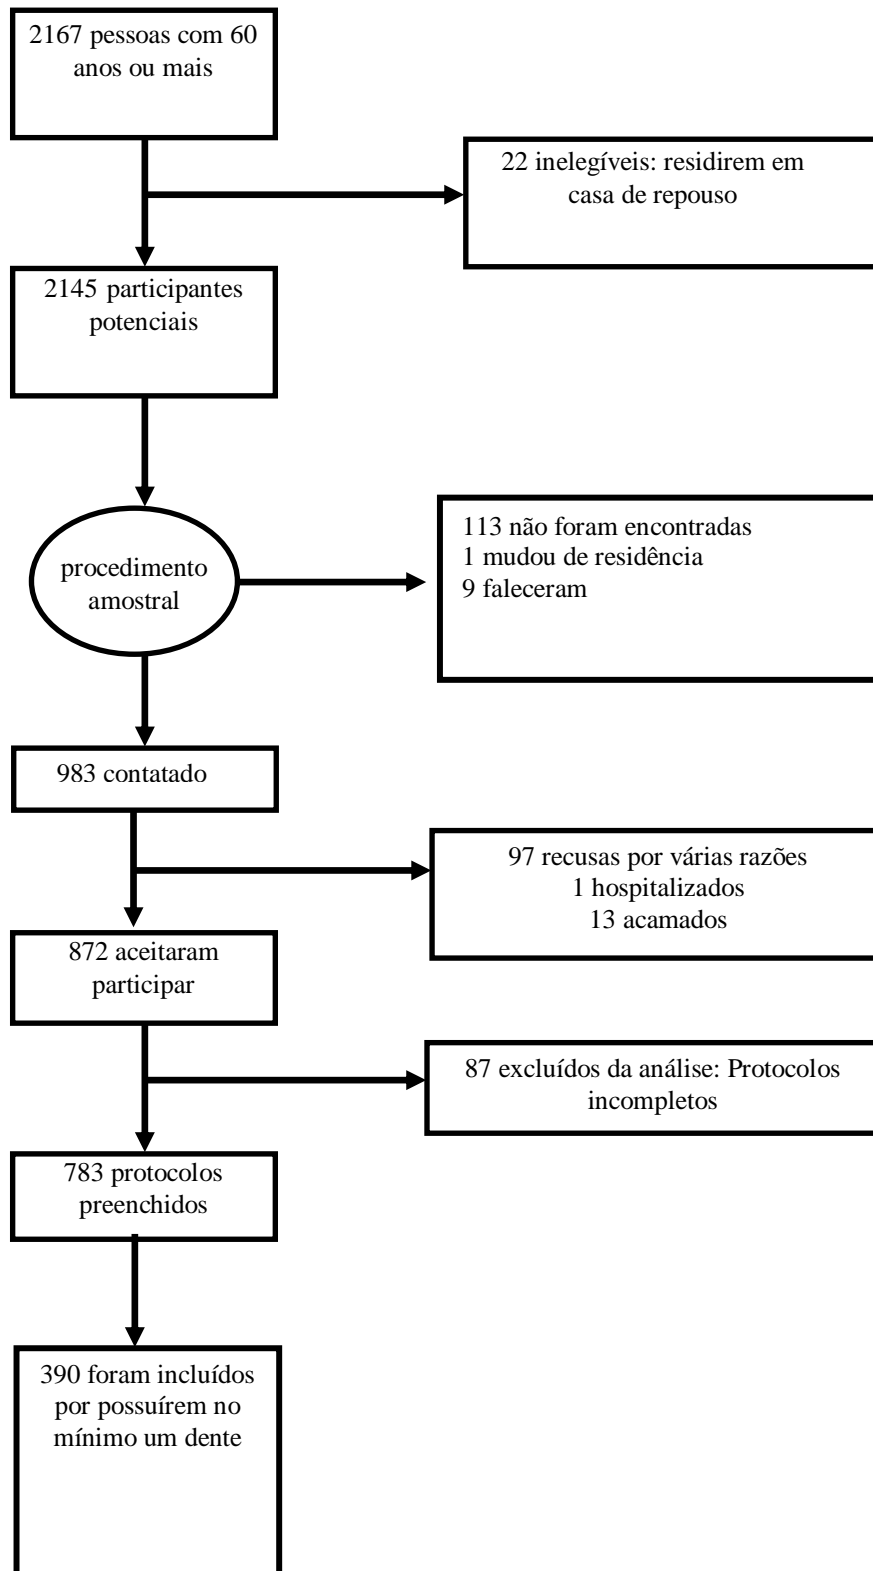 2167 pessoas com 60
anos ou mais
22 inelegíveis: residirem em
casa de repouso
2145 participantes
potenciais
procedimento
amostral
113 não foram encontradas
1 mudou de residência
9 faleceram
983 contatado
97 recusas por várias razões
1 hospitalizados
13 acamados
872 aceitaram
participar
87 excluídos da análise: Protocolos
incompletos
783 protocolos
preenchidos
390 foram incluídos
por possuírem no
mínimo um dente